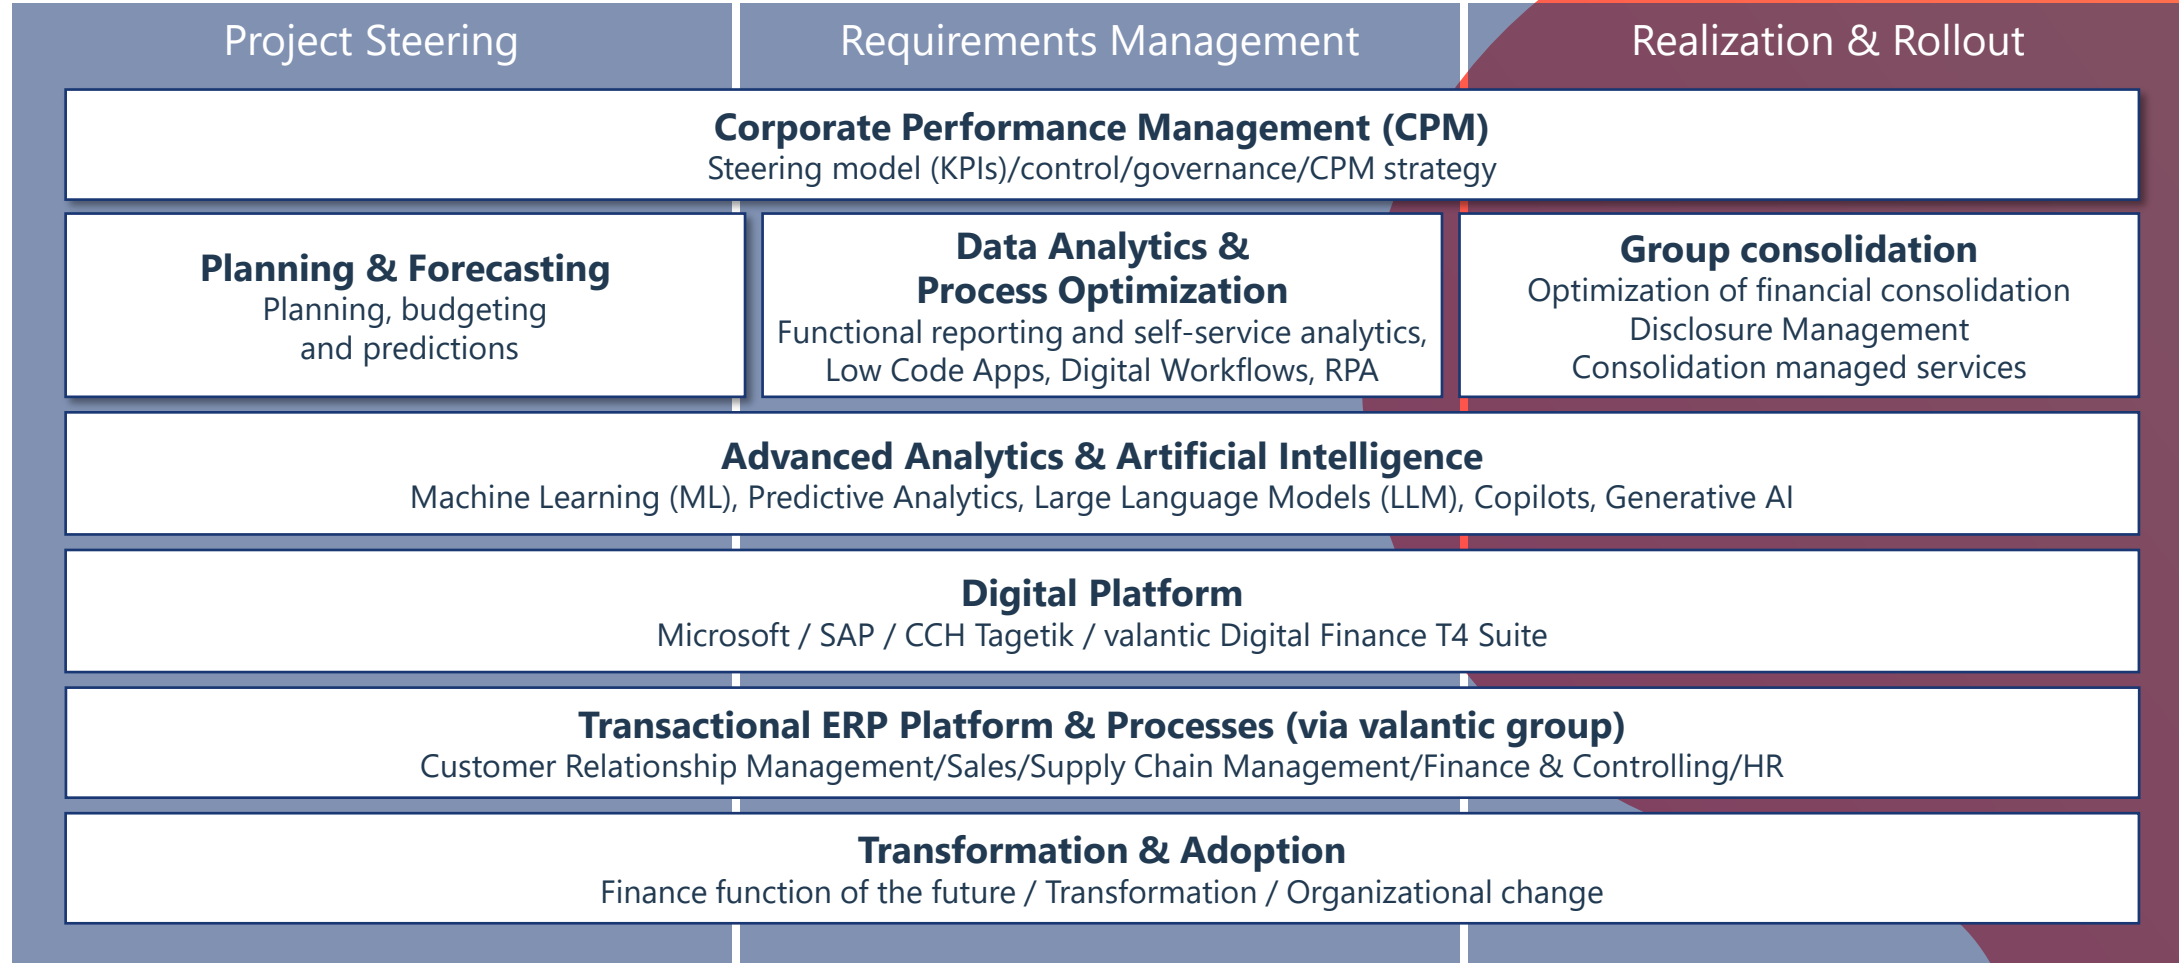 Project Steering
Requirements Management
Realization & Rollout
Corporate Performance Management (CPM)
Steering model (KPIs)/control/governance/CPM strategy
Planning & Forecasting
Planning, budgeting
and predictions
Data Analytics &
Process Optimization
Functional reporting and self-service analytics,
Low Code Apps, Digital Workflows, RPA
Group consolidation
Optimization of financial consolidation
Disclosure Management
Consolidation managed services
Advanced Analytics & Artificial Intelligence
Machine Learning (ML), Predictive Analytics, Large Language Models (LLM), Copilots, Generative AI
Digital Platform
Microsoft / SAP / CCH Tagetik / valantic Digital Finance T4 Suite
Transactional ERP Platform & Processes (via valantic group)
Customer Relationship Management/Sales/Supply Chain Management/Finance & Controlling/HR
Transformation & Adoption
Finance function of the future / Transformation / Organizational change